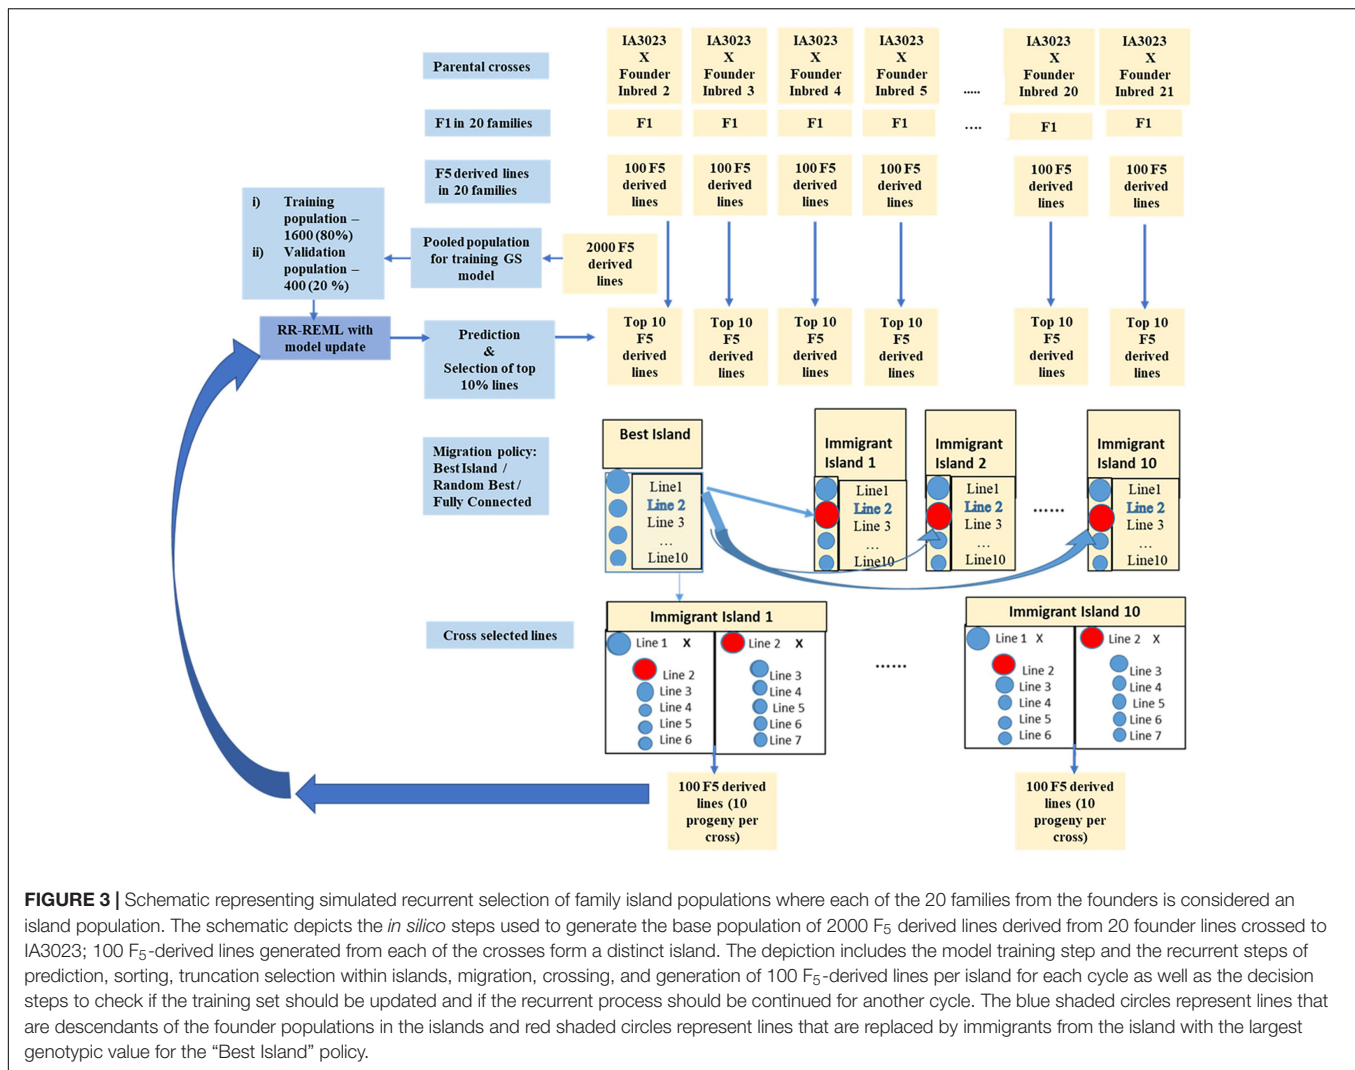 Parental crosses
IA3023
X
Founder
Inbred 2
IA3023
X
Founder
Inbred 3
IA3023
X
Founder
Inbred 4
IA3023
X
Founder
Inbred 5
.....
IA3023
X
Founder
Inbred 20
IA3023
X
Founder
Inbred 21
F1 in 20 families
F1
F1
F1
F1
....
F1
F1
F5 derived lines
in 20 families
100 F5
derived
lines
100 F5
derived
lines
100 F5
derived
lines
100 F5
derived
lines
100 F5
derived
lines
100 F5
derived
lines
i) Training
population –
1600 (80%)
ii) Validation
population –
400 (20 %)
Pooled population
for training GS
model
2000 F5
derived
lines
RR-REML with
model update
Prediction
&
Selection of top
10% lines
Top 10
F5
derived
lines
Top 10
F5
derived
lines
Top 10
F5
derived
lines
Top 10
F5
derived
lines
Top 10
F5
derived
lines
Top 10
F5
derived
lines
Migration policy:
Best Island /
Random Best /
Fully Connected
Best Island
Line1
Line 2
Line 3
...
Line10
Immigrant
Island 1
Line1
Line 2
Line 3
...
Line10
Immigrant
Island 2
Line1
Line 2
Line 3
...
Line10
......
Immigrant
Island 10
Line1
Line 2
Line 3
...
Line10
Cross selected lines
Immigrant Island 1
Line 1 X
Line 2
Line 3
Line 4
Line 5
Line 6
Line 2 X
Line 3
Line 4
Line 5
Line 6
Line 7
......
Immigrant Island 10
Line 1 X
Line 2
Line 3
Line 4
Line 5
Line 6
Line 2 X
Line 3
Line 4
Line 5
Line 6
Line 7
100 F5 derived
lines (10
progeny per
cross)
100 F5 derived
lines (10
progeny per
cross)
FIGURE 3 | Schematic representing simulated recurrent selection of family island populations where each of the 20 families from the founders is considered an
island population. The schematic depicts the in silico steps used to generate the base population of 2000 F5 derived lines derived from 20 founder lines crossed to
IA3023; 100 F5-derived lines generated from each of the crosses form a distinct island. The depiction includes the model training step and the recurrent steps of
prediction, sorting, truncation selection within islands, migration, crossing, and generation of 100 F5-derived lines per island for each cycle as well as the decision
steps to check if the training set should be updated and if the recurrent process should be continued for another cycle. The blue shaded circles represent lines that
are descendants of the founder populations in the islands and red shaded circles represent lines that are replaced by immigrants from the island with the largest
genotypic value for the “Best Island” policy.